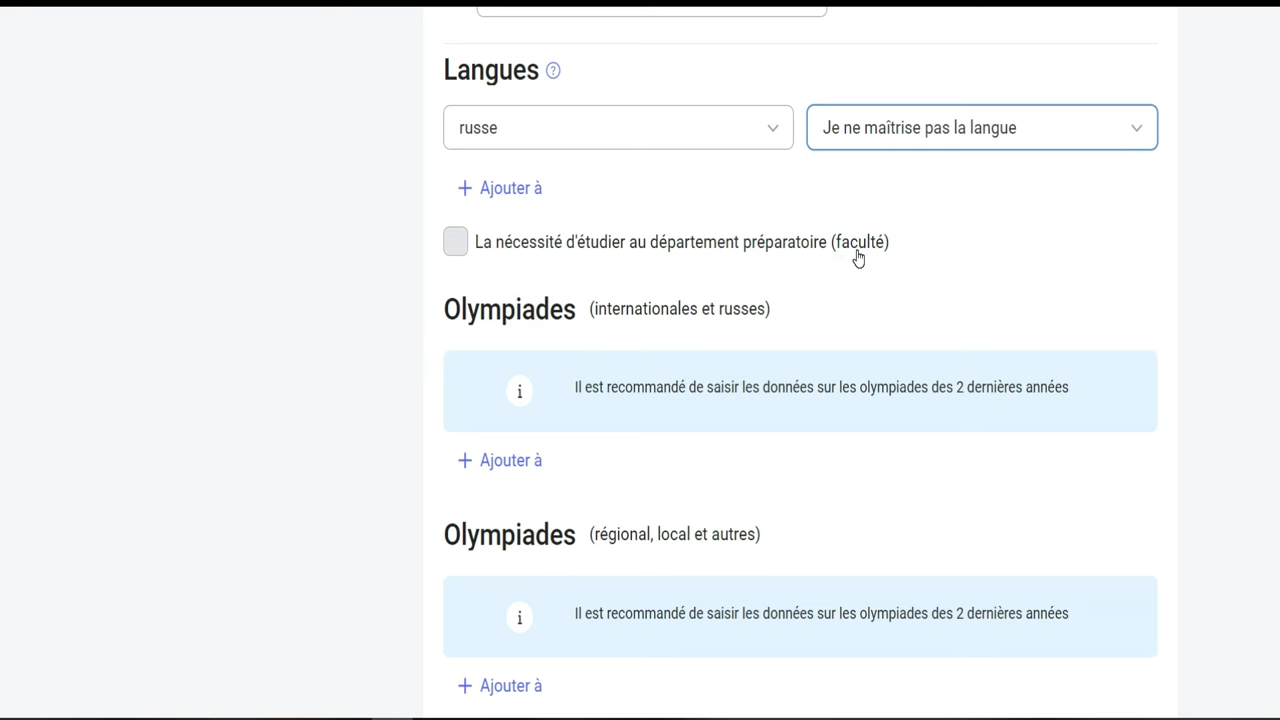 Langues ?
russe
Je ne maîtrise pas la langue
+ Ajouter à
La nécessité d'étudier au département préparatoire (faculté)
Olympiades (internationales et russes)
i Il est recommandé de saisir les données sur les olympiades des 2 dernières années
+ Ajouter à
Olympiades (régional, local et autres)
i Il est recommandé de saisir les données sur les olympiades des 2 dernières années
+ Ajouter à